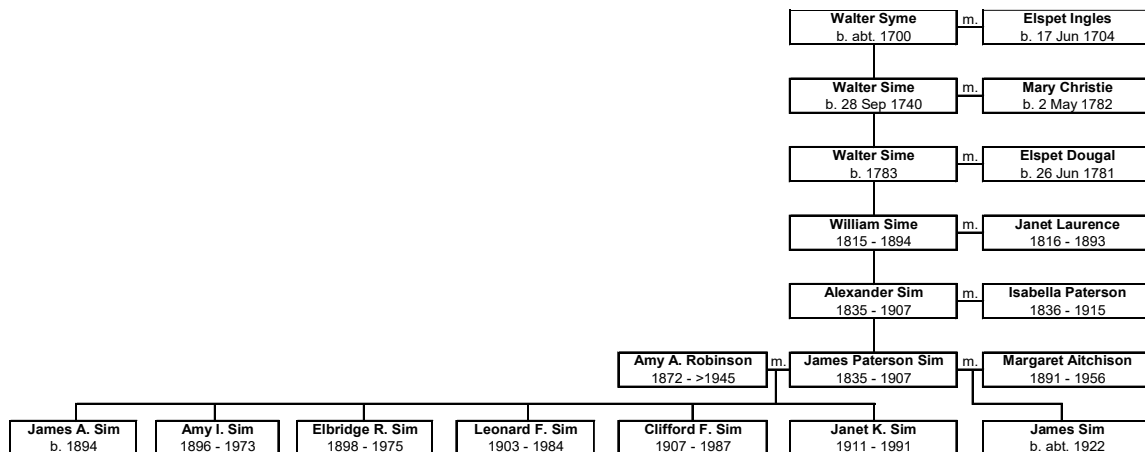 Walter Syme m. Elspet Ingles
b. abt. 1700 b. 17 Jun 1704
Walter Sime m. Mary Christie
b. 28 Sep 1740 b. 2 May 1782
Walter Sime m. Elspet Dougal
b. 1783 b. 26 Jun 1781
William Sime m. Janet Laurence
1815 - 1894 1816 - 1893
Alexander Sim m. Isabella Paterson
1835 - 1907 1836 - 1915
Amy A. Robinson m. James Paterson Sim m. Margaret Aitchison
1872 - >1945 1835 - 1907 1891 - 1956
James A. Sim Amy I. Sim Elbridge R. Sim Leonard F. Sim Clifford F. Sim Janet K. Sim James Sim
b. 1894 1896 - 1973 1898 - 1975 1903 - 1984 1907 - 1987 1911 - 1991 b. abt. 1922